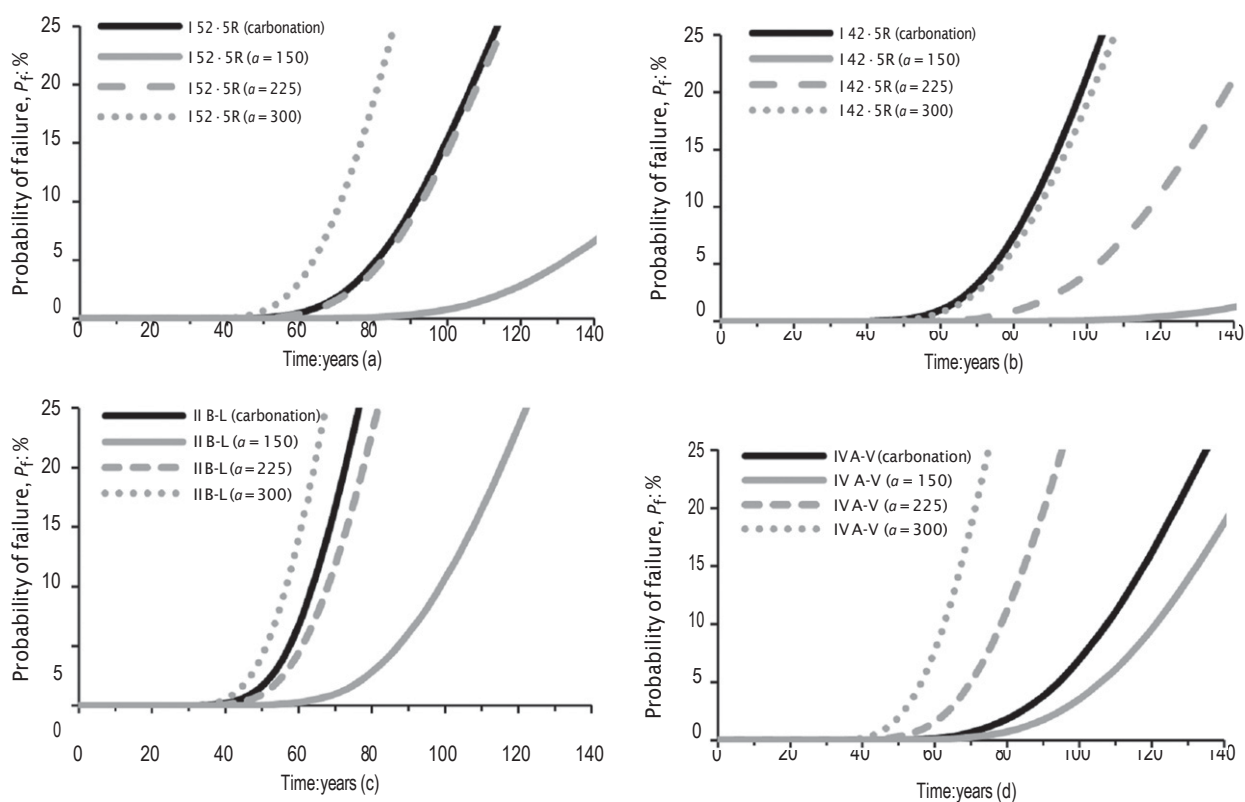 25
20
15
10
5
0
Probability of failure, Pf: %
I 52·5R (carbonation)
I 52·5R (a = 150)
I 52·5R (a = 225)
I 52·5R (a = 300)
0 20 40 60 80 100 120 140
Time:years (a)
25
20
15
10
5
0
Probability of failure, Pf: %
I 42·5R (carbonation)
I 42·5R (a = 150)
I 42·5R (a = 225)
I 42·5R (a = 300)
0 20 40 60 80 100 120 140
Time:years (b)
25
20
15
10
5
0
Probability of failure, Pf: %
II B-L (carbonation)
II B-L (a = 150)
II B-L (a = 225)
II B-L (a = 300)
0 20 40 60 80 100 120 140
Time:years (c)
25
20
15
10
5
0
Probability of failure, Pf: %
IV A-V (carbonation)
IV A-V (a = 150)
IV A-V (a = 225)
IV A-V (a = 300)
0 20 40 60 80 100 120 140
Time:years (d)